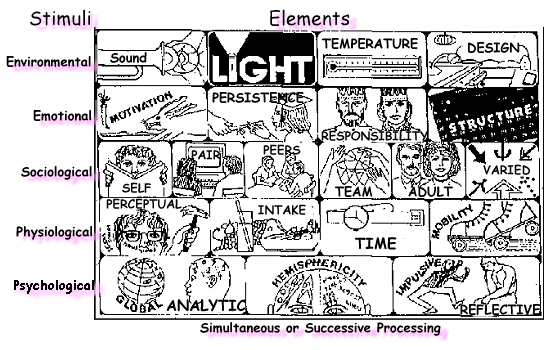 Stimuli Elements
Environmental Sound LIGHT TEMPERATURE DESIGN
Emotional MOTIVATION PERSISTENCE RESPONSIBILITY STRUCTURE
Sociological SELF PAIR PEERS TEAM ADULT VARIED
Physiological PERCEPTUAL INTAKE TIME MOBILITY
Psychological GLOBAL ANALYTIC HEMISPHERICITY IMPULSIVE REFLECTIVE
Simultaneous or Successive Processing